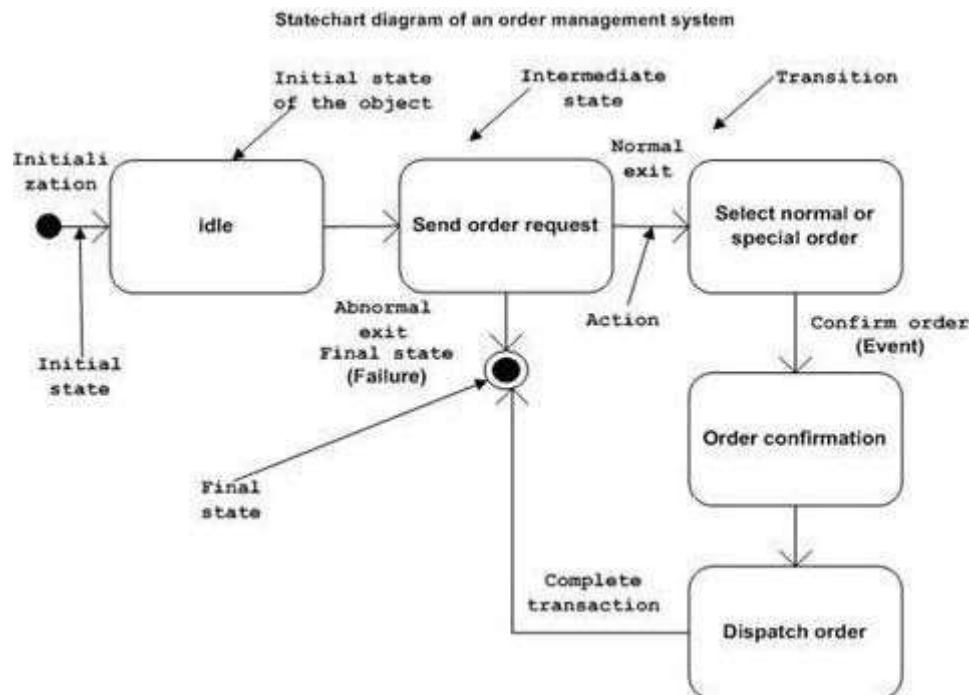 Statechart diagram of an order management system
Initial state
of the object
Intermediate
state
Transition
Initiali
zation
Normal
exit
idle
Send order request
Select normal or
special order
Abnormal
exit
Final state
(Failure)
Action
Confirm order
(Event)
Initial
state
Order confirmation
Final
state
Complete
transaction
Dispatch order